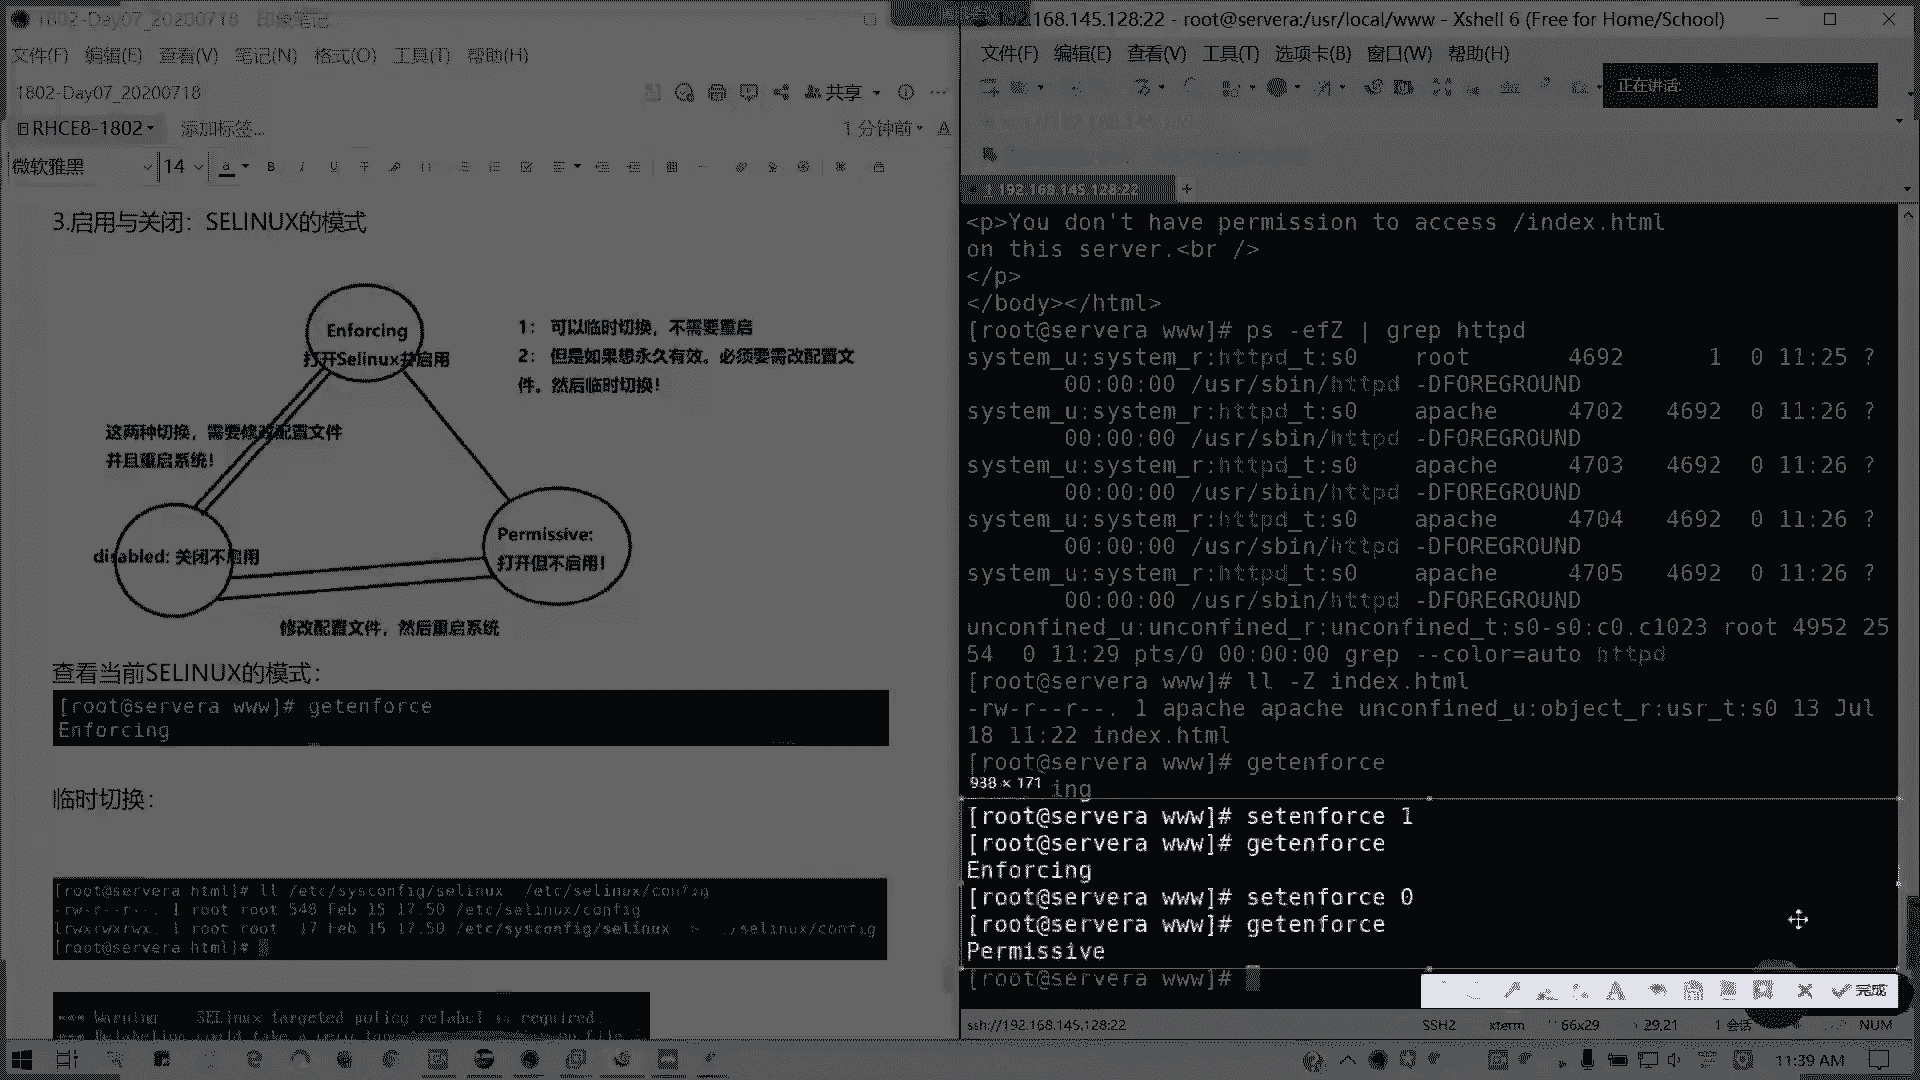 1802-Day07_20200718 印象笔记
文件(F) 编辑(E) 查看(V) 笔记(N) 格式(O) 工具(T) 帮助(H)
1802-Day07_20200718
共享
RHCE8-1802
添加标签...
1 分钟前
微软雅黑
14
3.启用与关闭：SELINUX的模式
Enforcing
打开Selinux并启用
1： 可以临时切换，不需要重启
2： 但是如果想永久有效。必须要需改配置文
件。然后临时切换！
这两种切换，需要修改配置文件
并且重启系统！
disabled: 关闭不启用
Permissive:
打开但不启用！
修改配置文件，然后重启系统
查看当前SELINUX的模式：
[root@servera www]# getenforce
Enforcing
临时切换：
[root@servera html]# ll /etc/sysconfig/selinux /etc/selinux/config
-rw-r--r--. 1 root root 548 Feb 15 17:50 /etc/selinux/config
lrwxrwxrwx. 1 root root 17 Feb 15 17:50 /etc/sysconfig/selinux -> ../selinux/config
[root@servera html]#
*** Warning -- SELinux targeted policy relabel is required.
192.168.145.128:22 - root@servera:/usr/local/www - Xshell 6 (Free for Home/School)
文件(F) 编辑(E) 查看(V) 工具(T) 选项卡(B) 窗口(W) 帮助(H)
正在讲话:
1 192.168.145.128:22
<p>You don't have permission to access /index.html
on this server.<br />
</p>
</body></html>
[root@servera www]# ps -efZ | grep httpd
system_u:system_r:httpd_t:s0 root 4692 1 0 11:25 ?
00:00:00 /usr/sbin/httpd -DFOREGROUND
system_u:system_r:httpd_t:s0 apache 4702 4692 0 11:26 ?
00:00:00 /usr/sbin/httpd -DFOREGROUND
system_u:system_r:httpd_t:s0 apache 4703 4692 0 11:26 ?
00:00:00 /usr/sbin/httpd -DFOREGROUND
system_u:system_r:httpd_t:s0 apache 4704 4692 0 11:26 ?
00:00:00 /usr/sbin/httpd -DFOREGROUND
system_u:system_r:httpd_t:s0 apache 4705 4692 0 11:26 ?
00:00:00 /usr/sbin/httpd -DFOREGROUND
unconfined_u:unconfined_r:unconfined_t:s0-s0:c0.c1023 root 4952 25
54 0 11:29 pts/0 00:00:00 grep --color=auto httpd
[root@servera www]# ll -Z index.html
-rw-r--r--. 1 apache apache unconfined_u:object_r:usr_t:s0 13 Jul
18 11:22 index.html
[root@servera www]# getenforce
938 × 171
ing
[root@servera www]# setenforce 1
[root@servera www]# getenforce
Enforcing
[root@servera www]# setenforce 0
[root@servera www]# getenforce
Permissive
[root@servera www]#
完成
ssh://192.168.145.128:22 SSH2 xterm 66x29 29,21 1 会话 NUM
11:39 AM